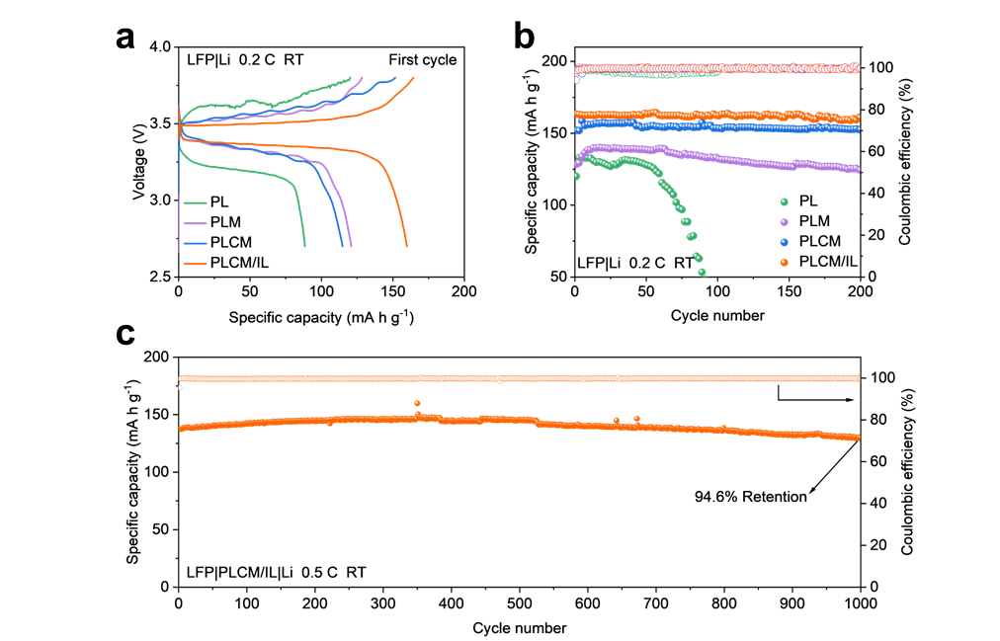 a
LFP|Li 0.2 C RT
First cycle
4.0
3.5
3.0
2.5
Voltage (V)
PL
PLM
PLCM
PLCM/IL
0 50 100 150 200
Specific capacity (mA h g-1)
b
200
150
100
50
Specific capacity (mA h g-1)
100
80
60
40
20
0
Coulombic efficiency (%)
PL
PLM
PLCM
PLCM/IL
LFP|Li 0.2 C RT
0 50 100 150 200
Cycle number
c
200
150
100
50
0
Specific capacity (mA h g-1)
100
80
60
40
20
0
Coulombic efficiency (%)
94.6% Retention
LFP|PLCM/IL|Li 0.5 C RT
0 100 200 300 400 500 600 700 800 900 1000
Cycle number